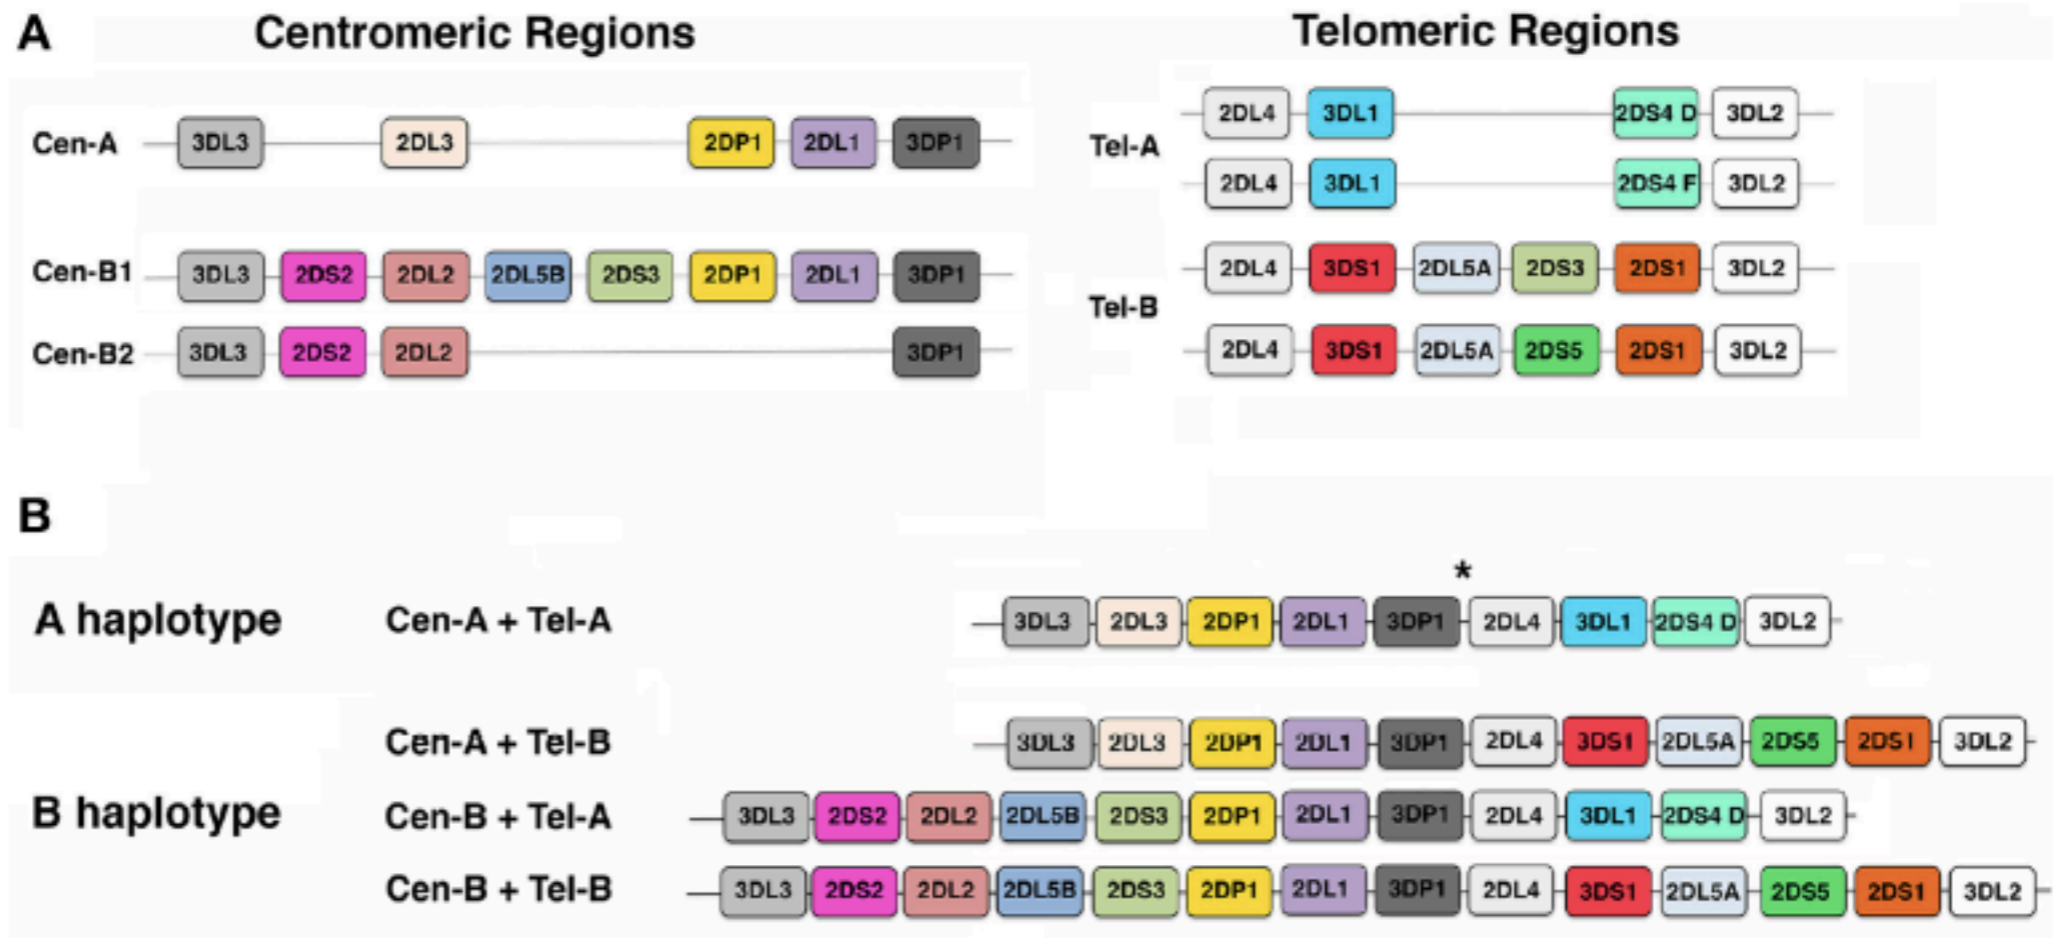 A Centromeric Regions Telomeric Regions
Cen-A 3DL3 2DL3 2DP1 2DL1 3DP1
Cen-B1 3DL3 2DS2 2DL2 2DL5B 2DS3 2DP1 2DL1 3DP1
Cen-B2 3DL3 2DS2 2DL2 3DP1
Tel-A
2DL4 3DL1 2DS4 D 3DL2
2DL4 3DL1 2DS4 F 3DL2
Tel-B
2DL4 3DS1 2DL5A 2DS3 2DS1 3DL2
2DL4 3DS1 2DL5A 2DS5 2DS1 3DL2
B
*
A haplotype Cen-A + Tel-A 3DL3 2DL3 2DP1 2DL1 3DP1 2DL4 3DL1 2DS4 D 3DL2
B haplotype
Cen-A + Tel-B 3DL3 2DL3 2DP1 2DL1 3DP1 2DL4 3DS1 2DL5A 2DS5 2DS1 3DL2
Cen-B + Tel-A 3DL3 2DS2 2DL2 2DL5B 2DS3 2DP1 2DL1 3DP1 2DL4 3DL1 2DS4 D 3DL2
Cen-B + Tel-B 3DL3 2DS2 2DL2 2DL5B 2DS3 2DP1 2DL1 3DP1 2DL4 3DS1 2DL5A 2DS5 2DS1 3DL2